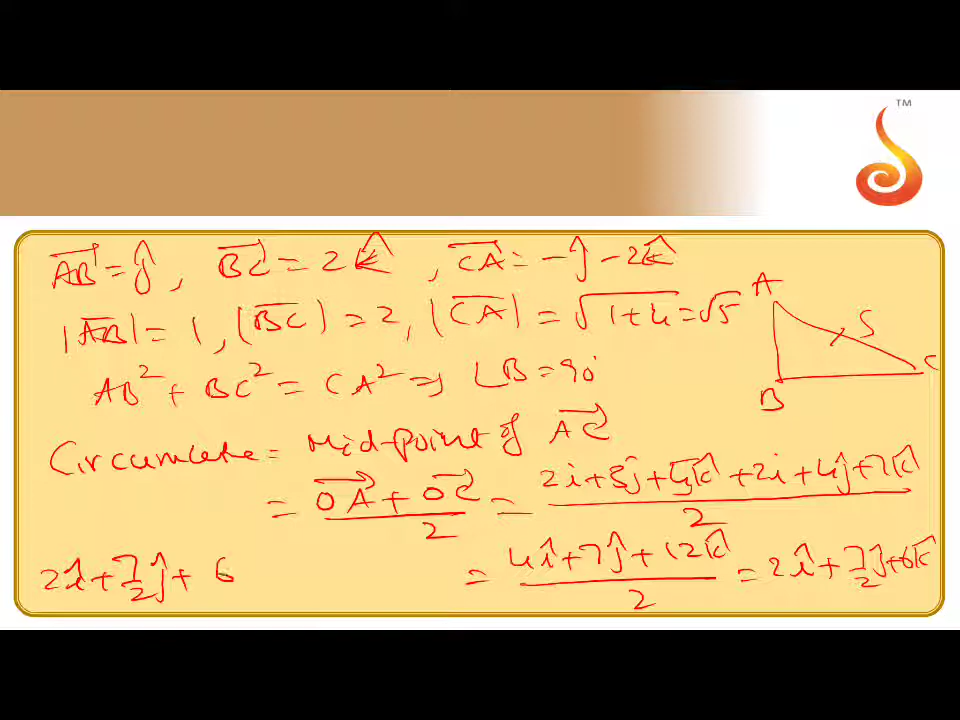 TM
AB = ĵ, BC = 2k̂, CA = -ĵ - 2k̂
|AB| = 1, |BC| = 2, |CA| = √1+4 = √5
A
S
C
B
AB² + BC² = CA² ⇒ ∠B = 90°
= Mid-point of AC
= OA + OC / 2 = 2i + 3j + 5k̂ + 2i + 4j + 7k̂ / 2
= 4î + 7ĵ + 12k̂ / 2 = 2î + 7/2 ĵ + 6k̂
2î + 7/2 ĵ + 6